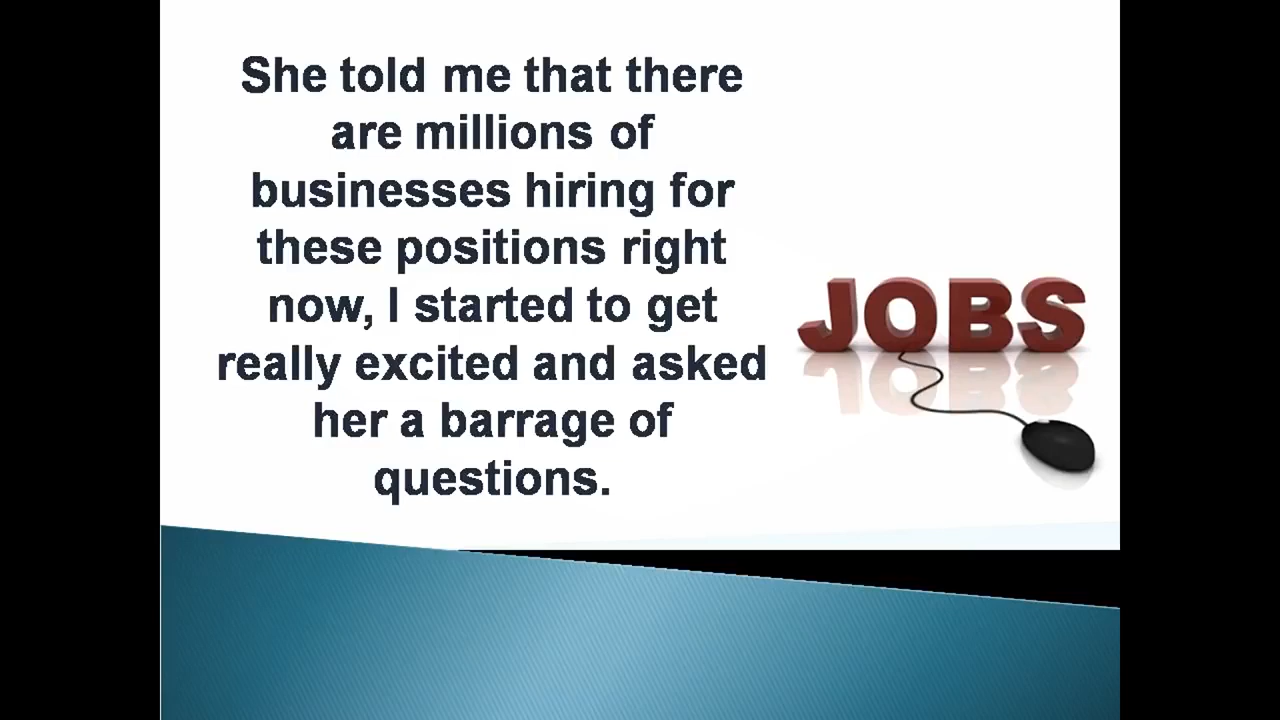 She told me that there
are millions of
businesses hiring for
these positions right
now, I started to get
really excited and asked
her a barrage of
questions.
JOBS